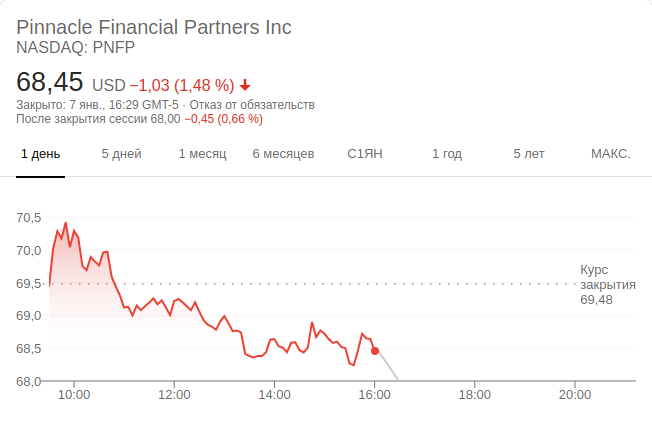 Pinnacle Financial Partners Inc
NASDAQ: PNFP
68,45 USD −1,03 (1,48 %)
Закрыто: 7 янв., 16:29 GMT-5 · Отказ от обязательств
После закрытия сессии 68,00 −0,45 (0,66 %)
1 день 5 дней 1 месяц 6 месяцев С1ЯН 1 год 5 лет МАКС.
70,5
70,0
69,5
69,0
68,5
68,0
Курс
закрытия
69,48
10:00 12:00 14:00 16:00 18:00 20:00